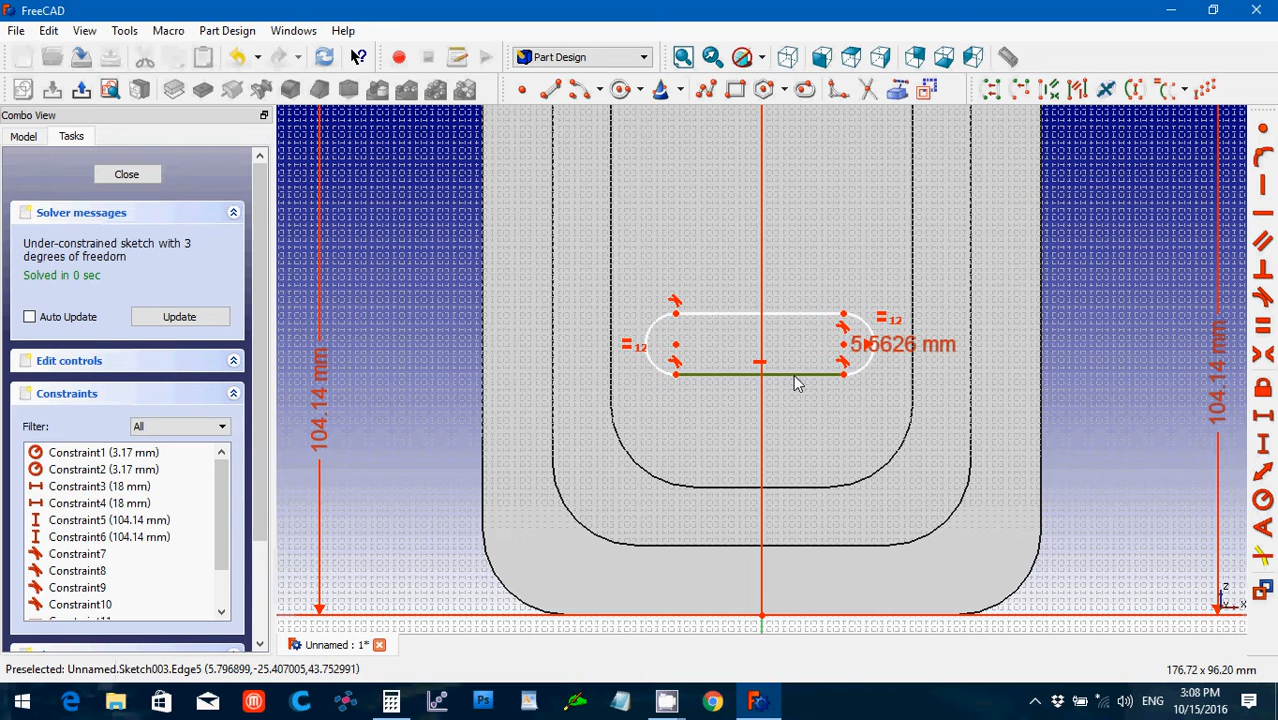 FreeCAD
File Edit View Tools Macro Part Design Windows Help
Part Design
Combo View
Model Tasks
Close
Solver messages
Under-constrained sketch with 3
degrees of freedom
Solved in 0 sec
Auto Update Update
Edit controls
Constraints
Filter: All
Constraint1 (3.17 mm)
Constraint2 (3.17 mm)
Constraint3 (18 mm)
Constraint4 (18 mm)
Constraint5 (104.14 mm)
Constraint6 (104.14 mm)
Constraint7
Constraint8
Constraint9
Constraint10
104.14 mm
12
12
5.5626 mm
104.14 mm
Z
Y X
Unnamed : 1*
Preselected: Unnamed.Sketch003.Edge5 (5.796899,-25.407005,43.752991)
176.72 x 96.20 mm
ENG
3:08 PM
10/15/2016